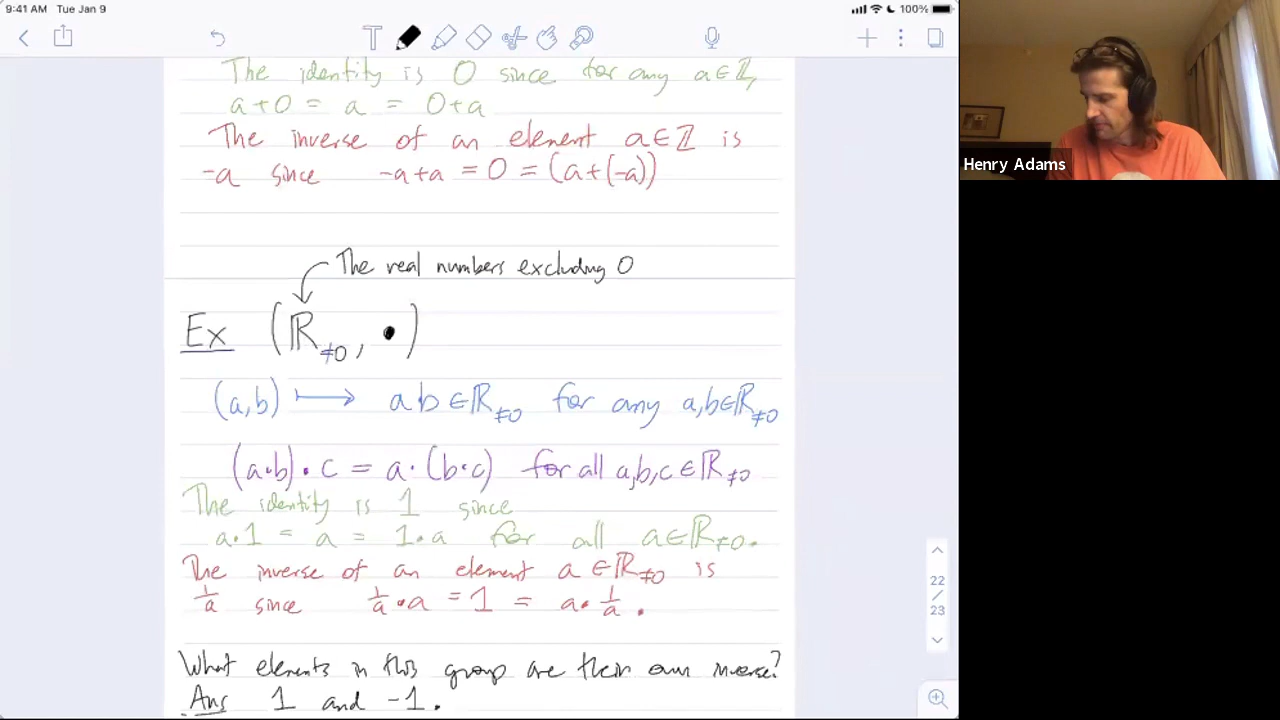 9:41 AM Tue Jan 9
100%
The identity is 0 since for any a∈ℤ,
a+0 = a = 0+a
The inverse of an element a∈ℤ is
-a since -a+a = 0 = (a+(-a))
The real numbers excluding 0
Ex (ℝ≠0, •)
(a,b) ⟼ ab∈ℝ≠0 for any a,b∈ℝ≠0
(a·b)·c = a·(b·c) for all a,b,c∈ℝ≠0
The identity is 1 since
a·1 = a = 1·a for all a∈ℝ≠0.
The inverse of an element a∈ℝ≠0 is
1/a since 1/a·a = 1 = a·1/a.
What elements in this group are their own inverse?
Ans 1 and -1.
22
/
23
Henry Adams